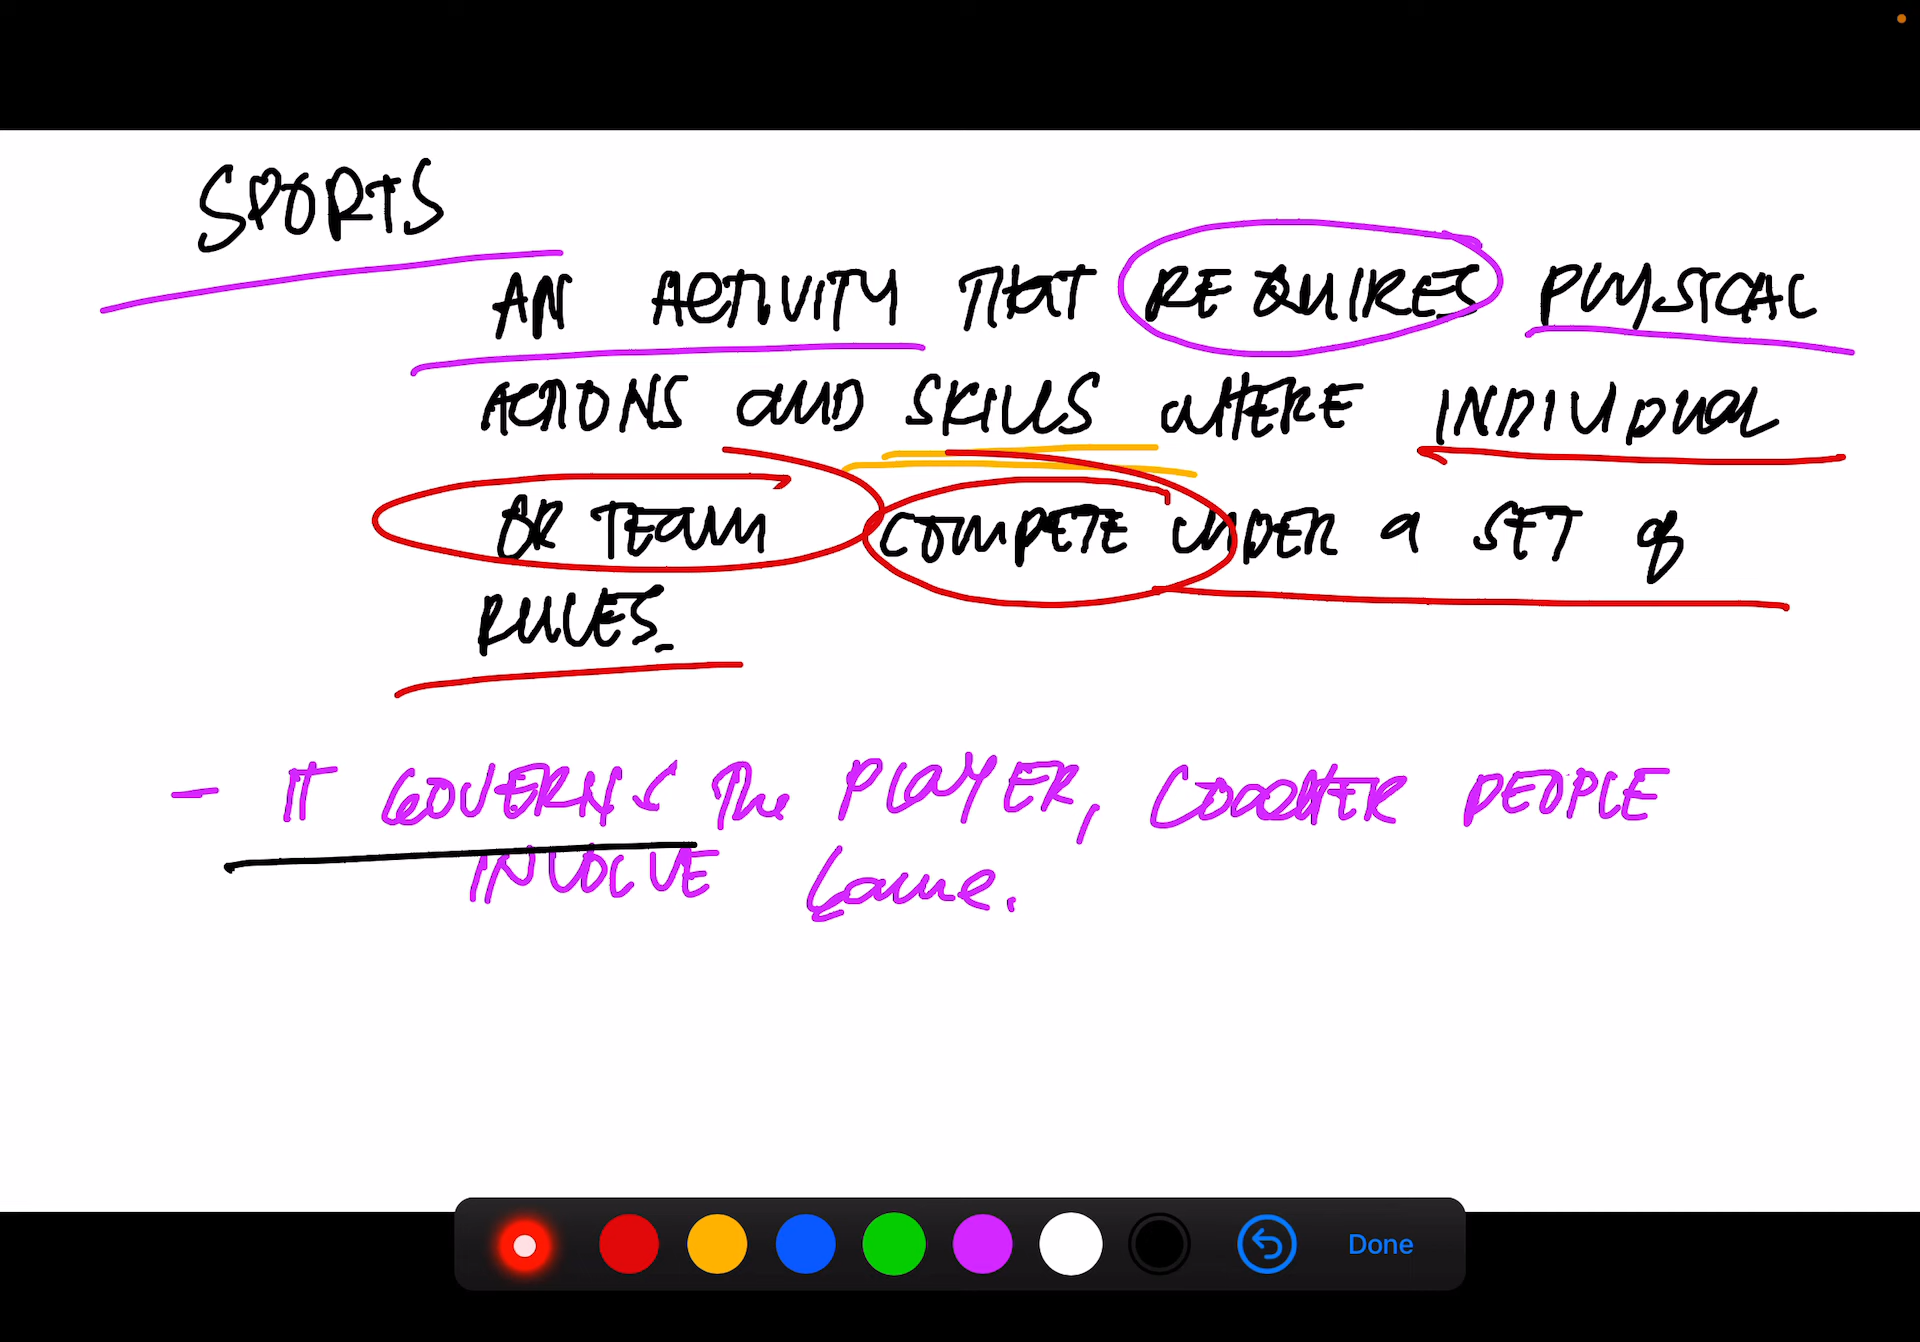 SPORTS
AN ACTIVITY THAT REQUIRES PHYSICAL
ACTIONS AND SKILLS WHERE INDIVIDUAL
OR TEAM COMPETE UNDER A SET OF
RULES.
- IT GOVERNS The PLAYER, PEOPLE
INVOLVE Game.
Done